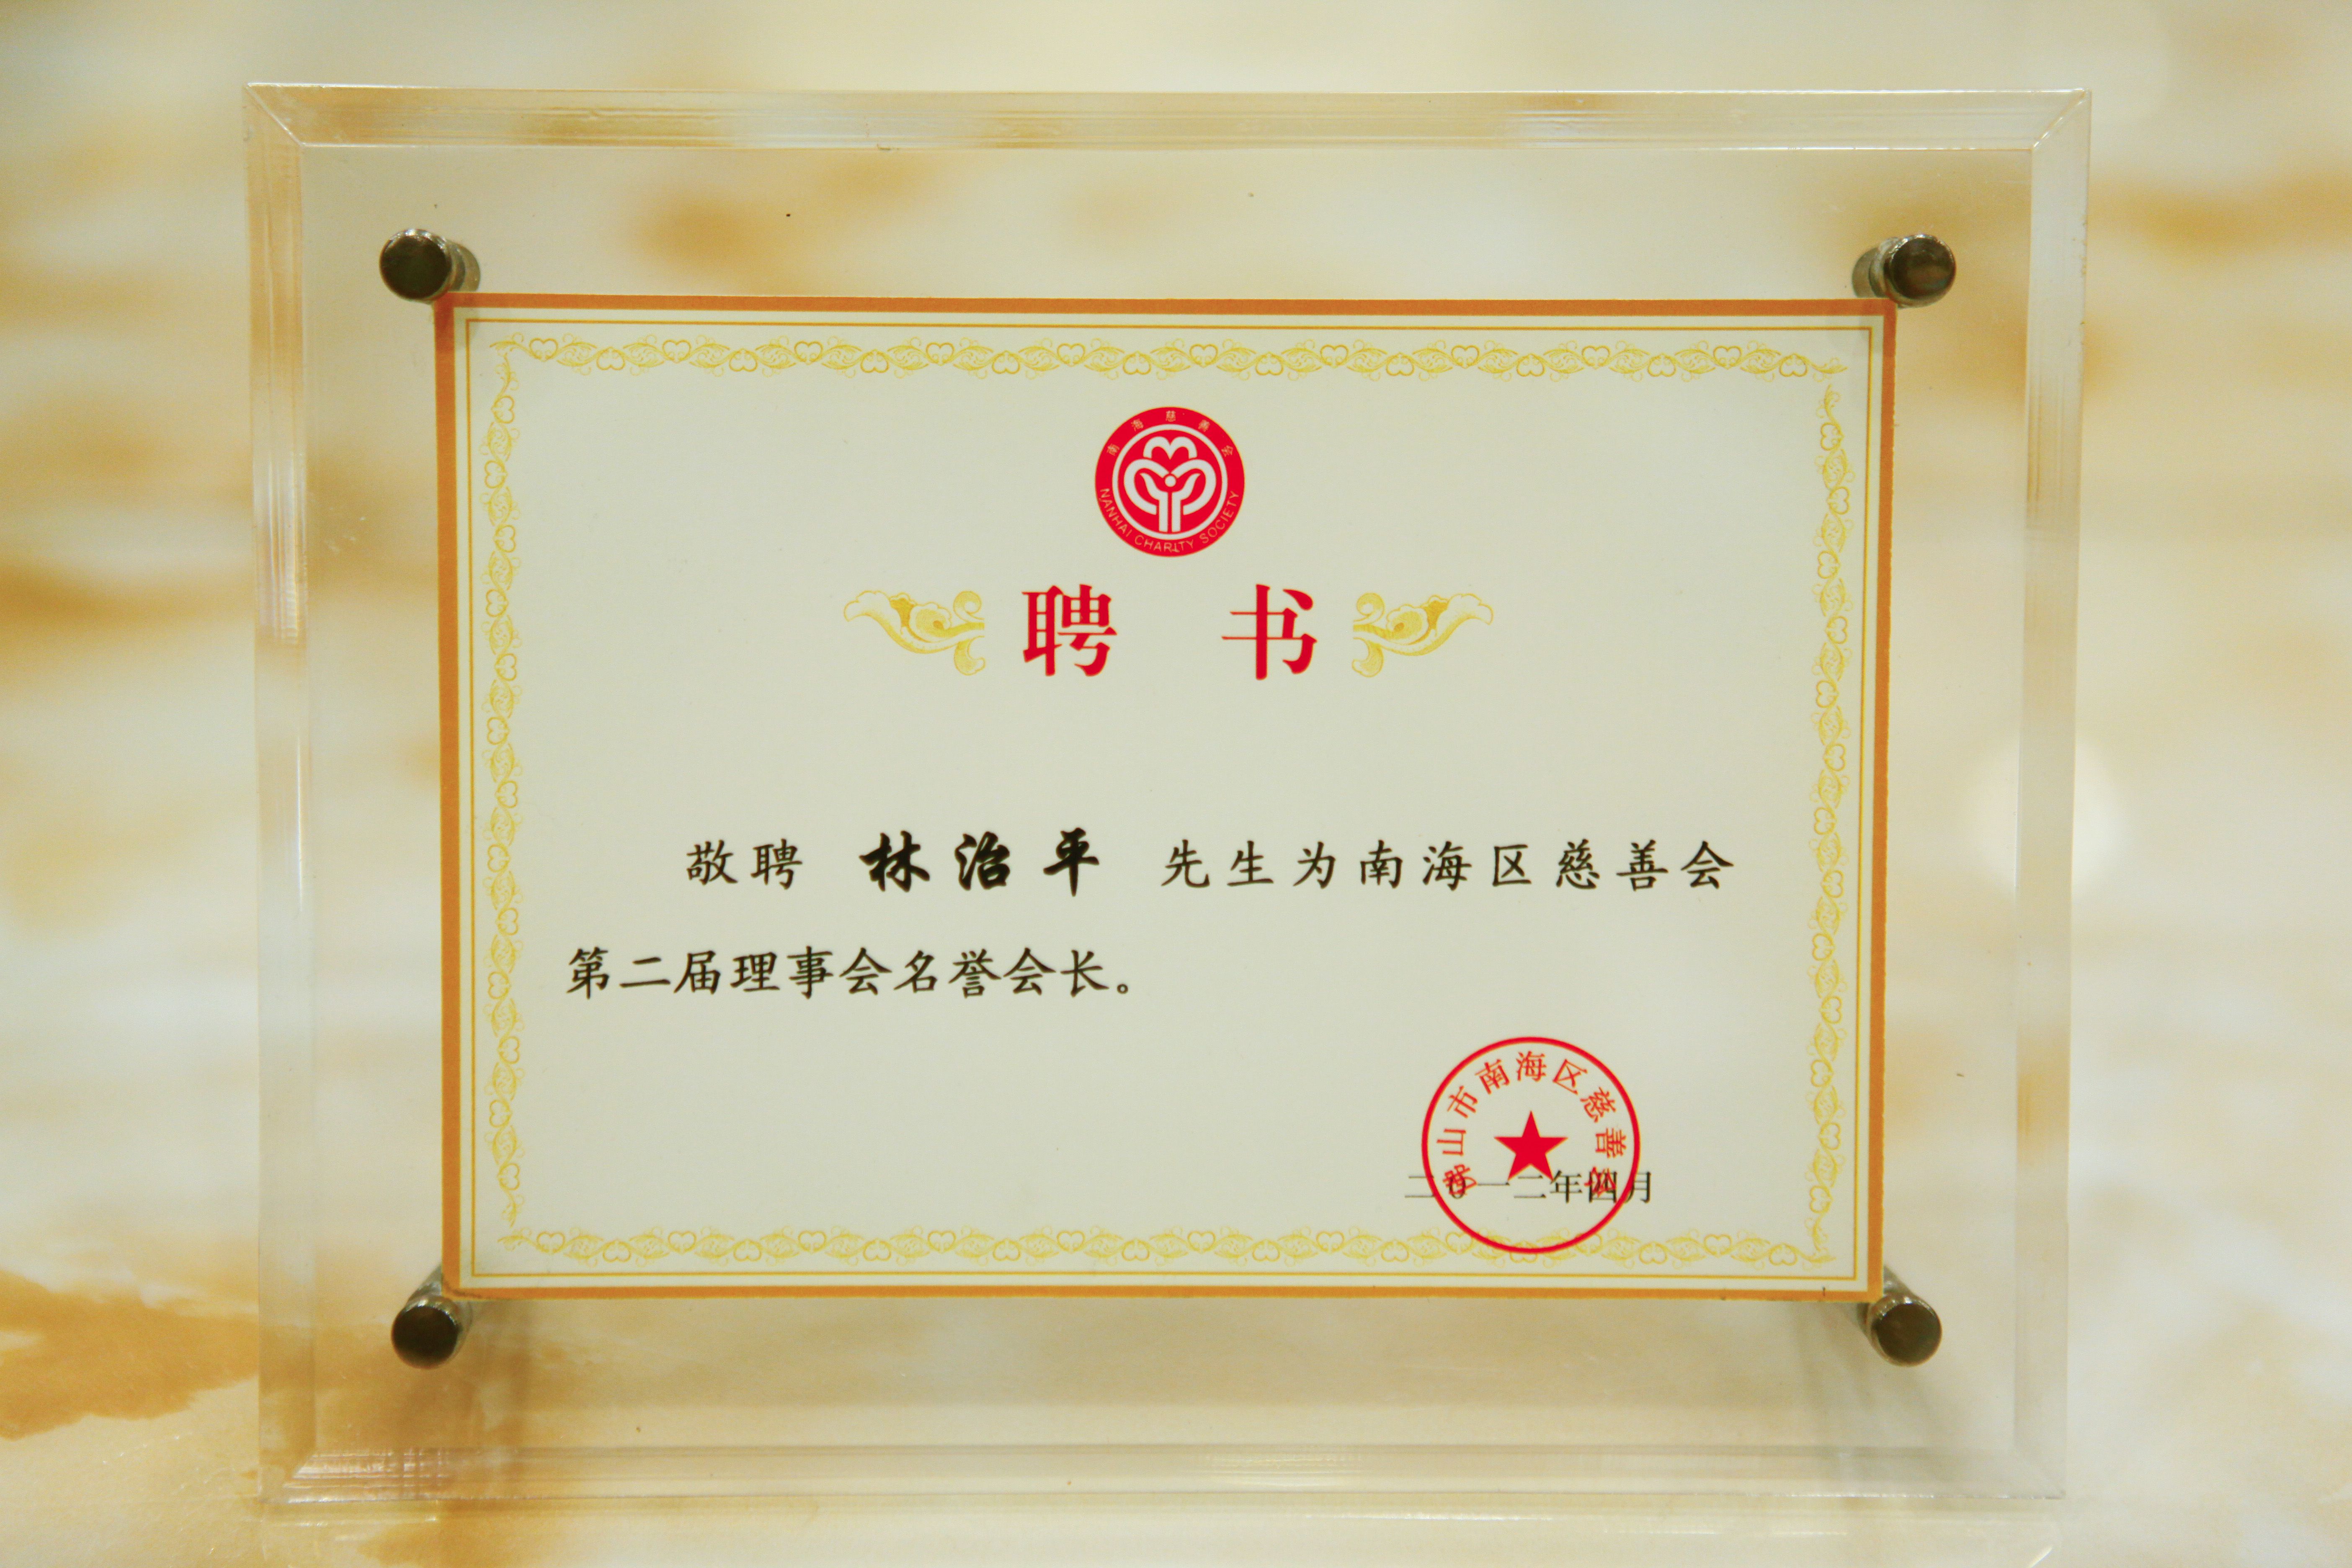 南海慈善会
NANHAI CHARITY SOCIETY
聘 书
敬聘 林治平 先生为南海区慈善会
第二届理事会名誉会长。
佛山市南海区慈善会
二0一二年四月